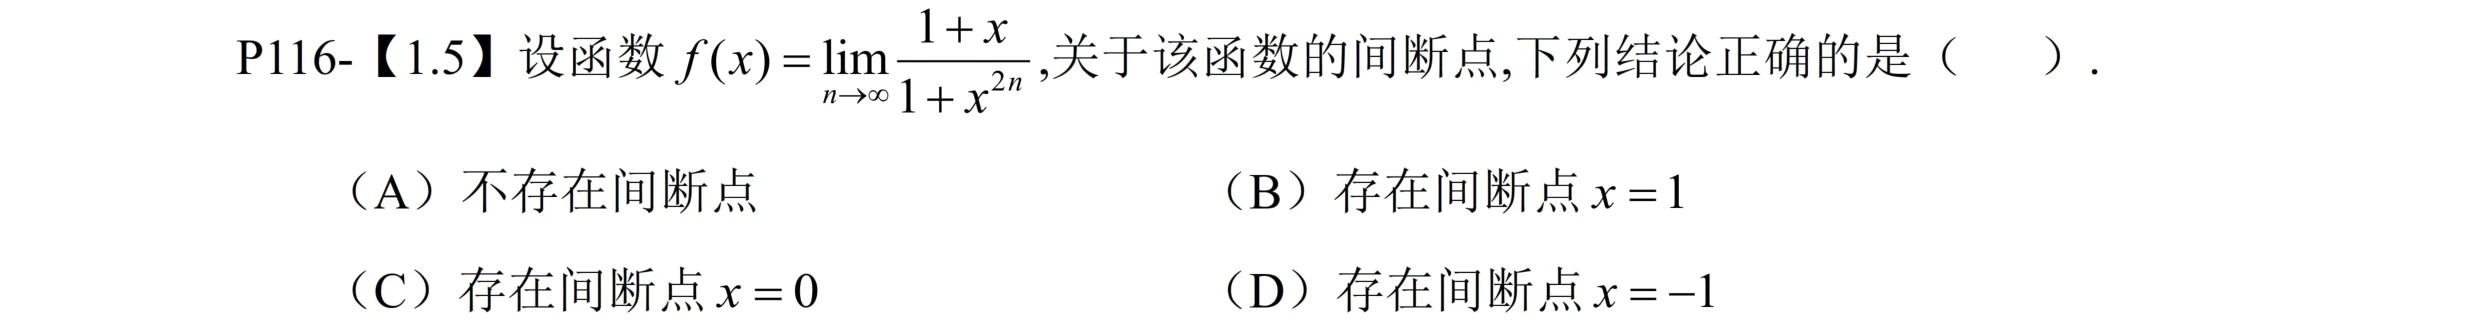 P116-【1.5】设函数 f(x) = lim_{n→∞} \frac{1+x}{1+x^{2n}} ,关于该函数的间断点,下列结论正确的是（  ）.
（A）不存在间断点 （B）存在间断点 x = 1
（C）存在间断点 x = 0 （D）存在间断点 x = −1